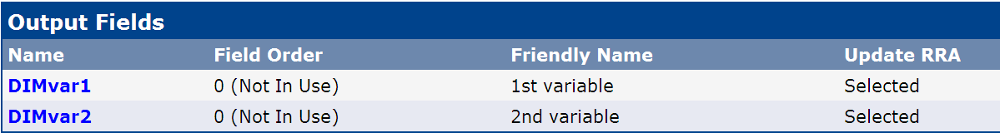 Output Fields
Name Field Order Friendly Name Update RRA
DIMvar1 0 (Not In Use) 1st variable Selected
DIMvar2 0 (Not In Use) 2nd variable Selected